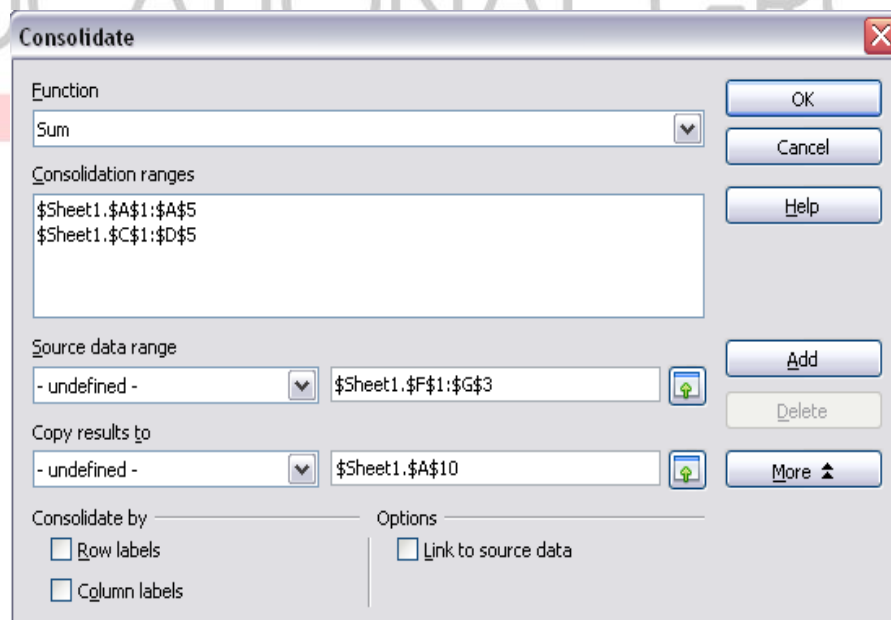 Consolidate
Function
Sum
Consolidation ranges
$Sheet1.$A$1:$A$5
$Sheet1.$C$1:$D$5
Source data range
- undefined -
$Sheet1.$F$1:$G$3
Copy results to
- undefined -
$Sheet1.$A$10
Consolidate by
Row labels
Column labels
Options
Link to source data
OK
Cancel
Help
Add
Delete
More